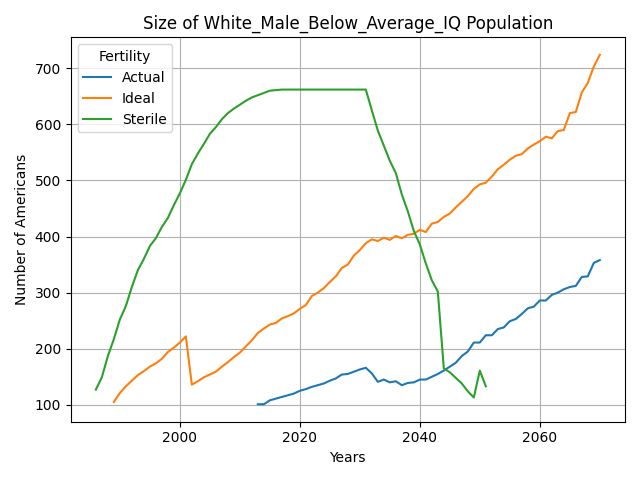 Size of White_Male_Below_Average_IQ Population
Fertility
Actual
Ideal
Sterile
Number of Americans
700
600
500
400
300
200
100
2000
2020
2040
2060
Years